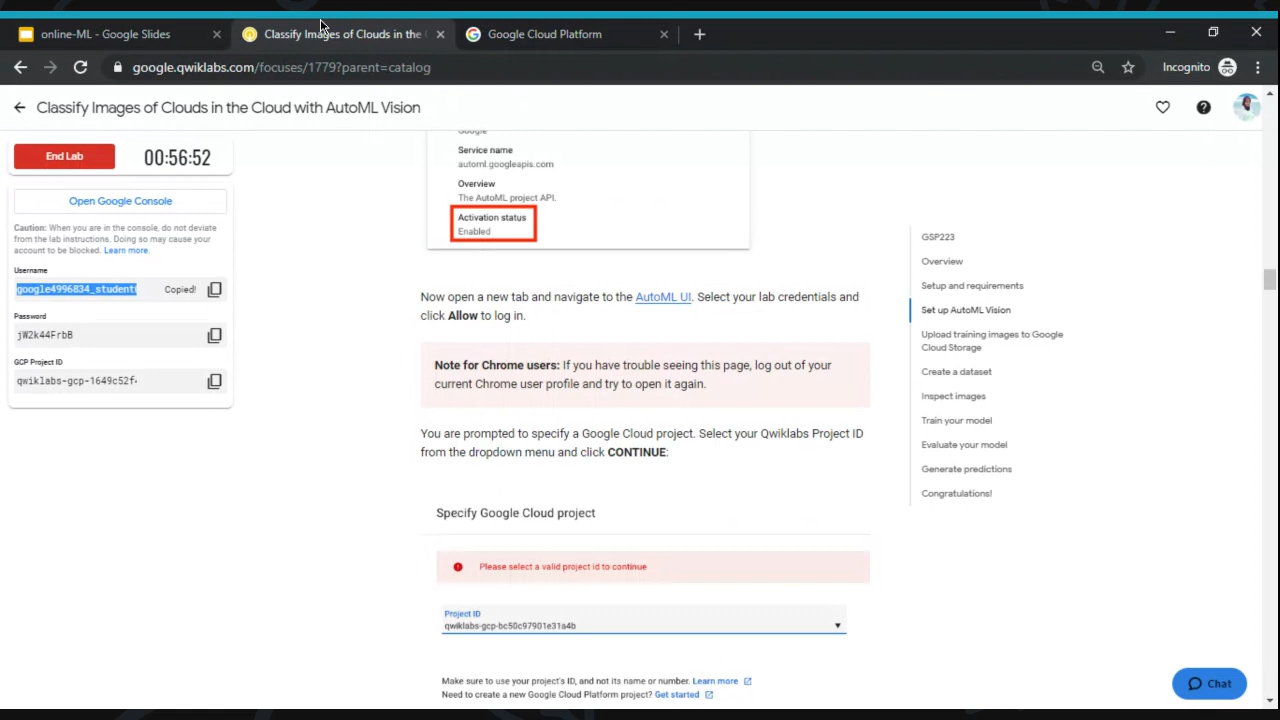 online-ML - Google Slides
Classify Images of Clouds in the
Google Cloud Platform
google.qwiklabs.com/focuses/1779?parent=catalog
Incognito
Classify Images of Clouds in the Cloud with AutoML Vision
End Lab
00:56:52
Open Google Console
Caution: When you are in the console, do not deviate
from the lab instructions. Doing so may cause your
account to be blocked. Learn more.
Username
google4996834_student
Copied!
Password
jW2k44FrbB
GCP Project ID
qwiklabs-gcp-1649c52f
Google
Service name
automl.googleapis.com
Overview
The AutoML project API.
Activation status
Enabled
Now open a new tab and navigate to the AutoML UI. Select your lab credentials and
click Allow to log in.
Note for Chrome users: If you have trouble seeing this page, log out of your
current Chrome user profile and try to open it again.
You are prompted to specify a Google Cloud project. Select your Qwiklabs Project ID
from the dropdown menu and click CONTINUE:
Specify Google Cloud project
Please select a valid project id to continue
Project ID
qwiklabs-gcp-bc50c97901e31a4b
Make sure to use your project's ID, and not its name or number. Learn more
Need to create a new Google Cloud Platform project? Get started
GSP223
Overview
Setup and requirements
Set up AutoML Vision
Upload training images to Google
Cloud Storage
Create a dataset
Inspect images
Train your model
Evaluate your model
Generate predictions
Congratulations!
Chat